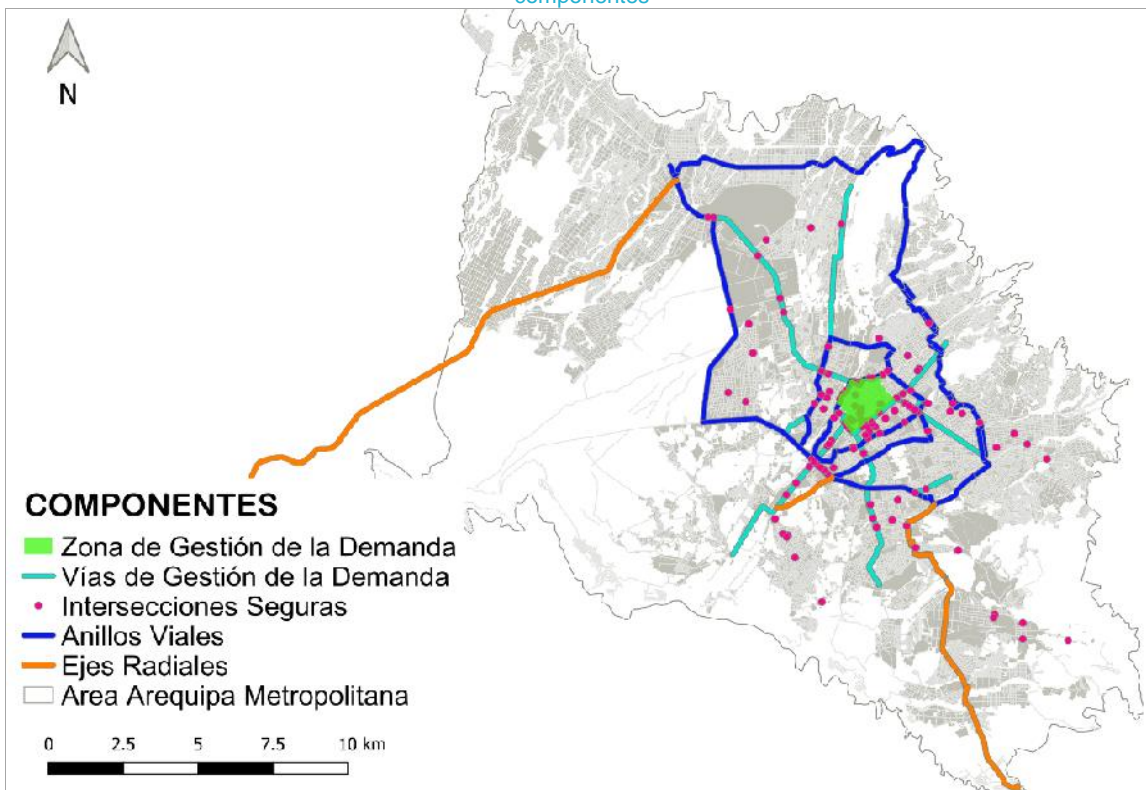 componentes
N
COMPONENTES
Zona de Gestión de la Demanda
Vías de Gestión de la Demanda
Intersecciones Seguras
Anillos Viales
Ejes Radiales
Area Arequipa Metropolitana
0 2.5 5 7.5 10 km